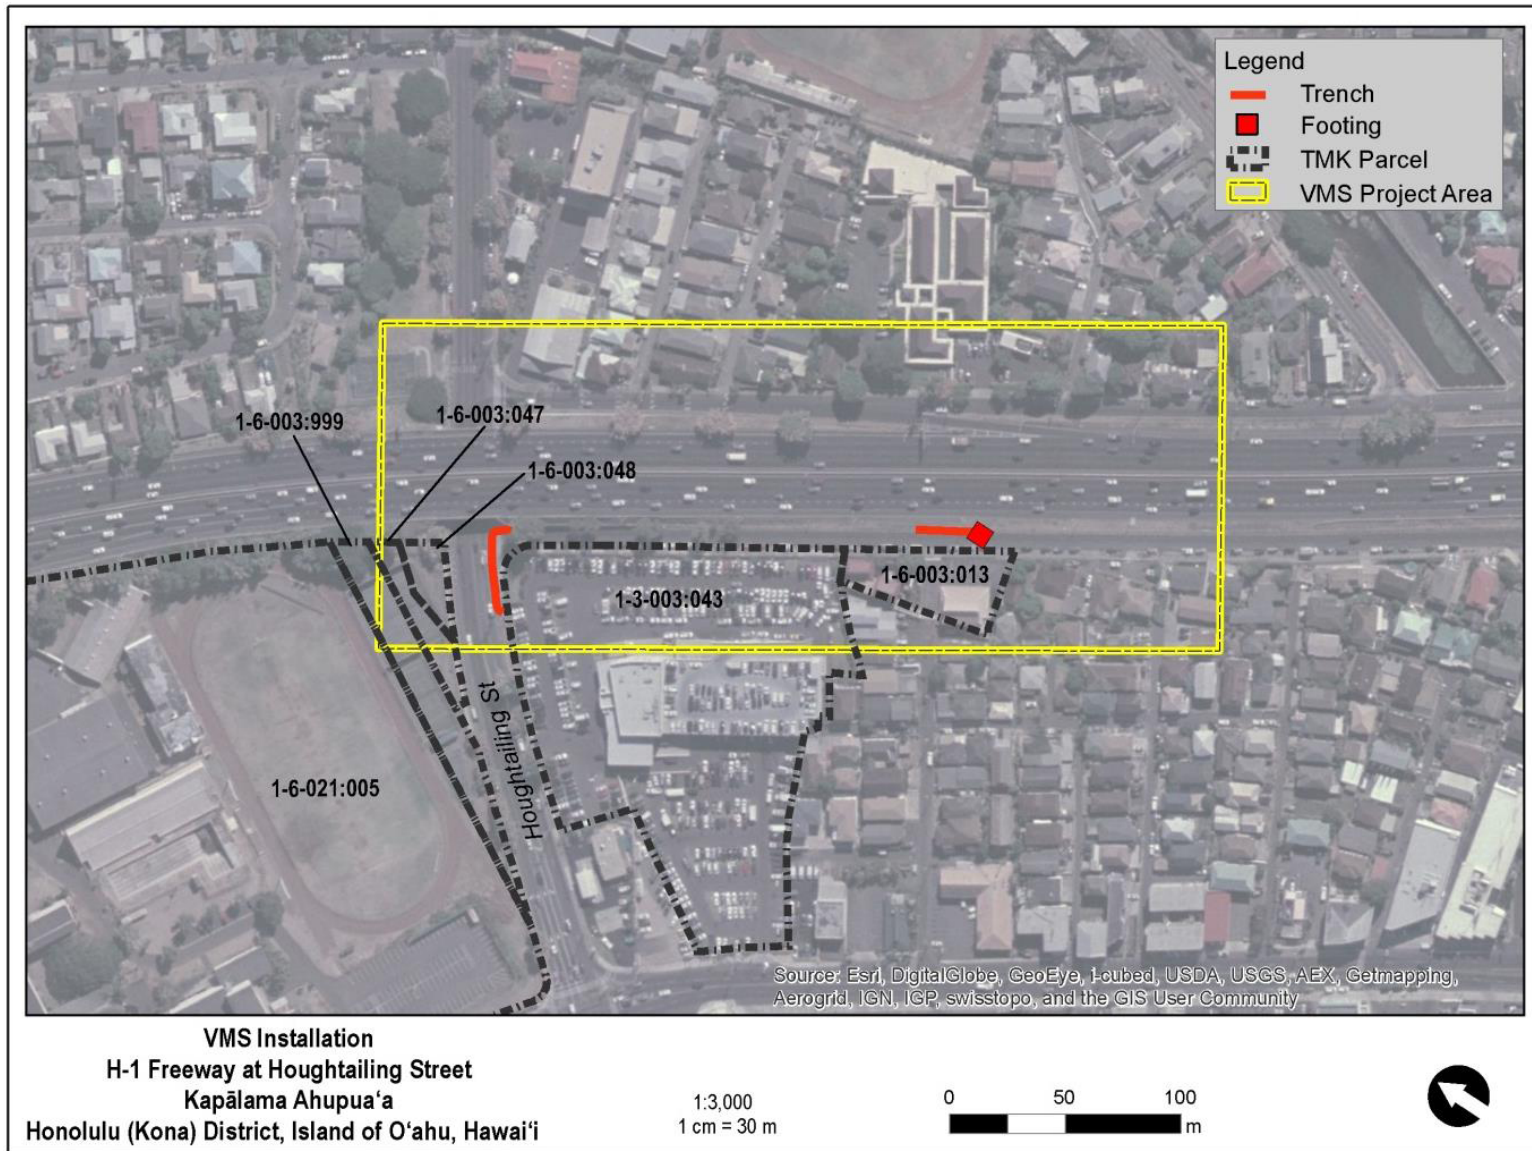 Legend
Trench
Footing
TMK Parcel
VMS Project Area
1-6-003:999
1-6-003:047
1-6-003:048
1-6-003:013
1-3-003:043
Houghtailing St
1-6-021:005
Source: Esri, DigitalGlobe, GeoEye, i-cubed, USDA, USGS, AEX, Getmapping,
Aerogrid, IGN, IGP, swisstopo, and the GIS User Community
VMS Installation
H-1 Freeway at Houghtailing Street
Kapālama Ahupuaʻa
Honolulu (Kona) District, Island of Oʻahu, Hawaiʻi
1:3,000
1 cm = 30 m
0 50 100
m